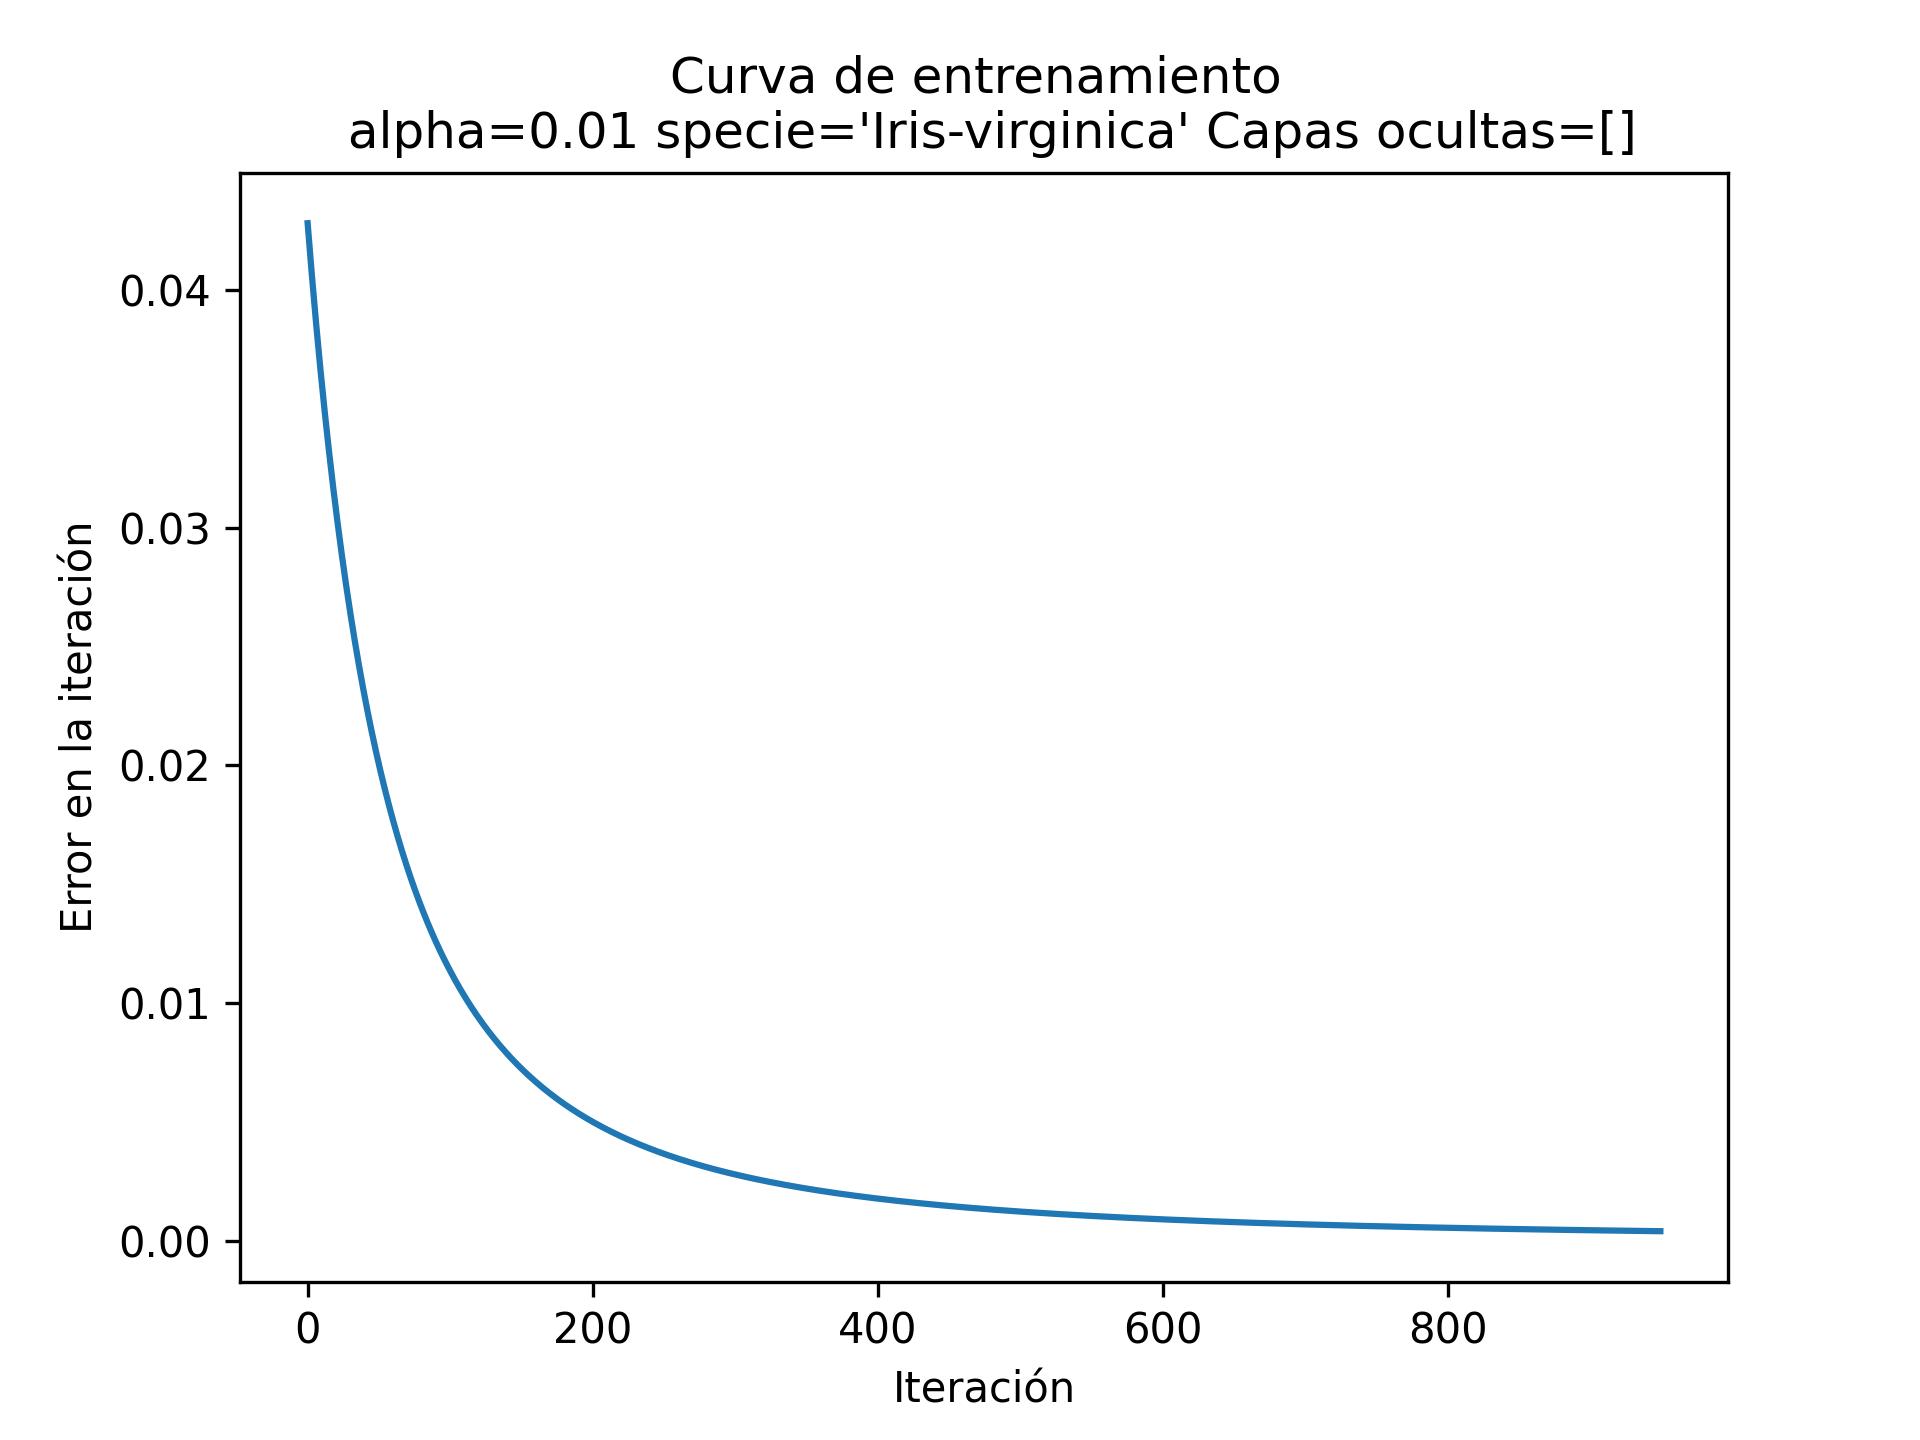 Curva de entrenamiento
alpha=0.01 specie='Iris-virginica' Capas ocultas=[]
Error en la iteración
0.04
0.03
0.02
0.01
0.00
0 200 400 600 800
Iteración